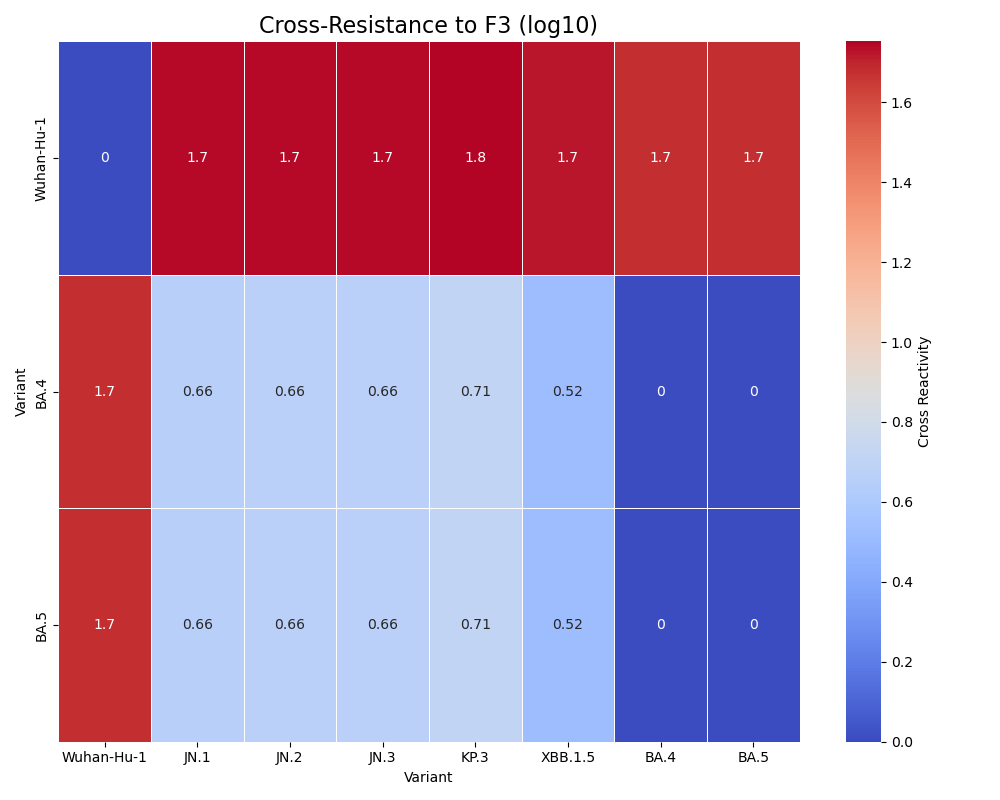 Cross-Resistance to F3 (log10)
Wuhan-Hu-1
0 1.7 1.7 1.7 1.8 1.7 1.7 1.7
BA.4
1.7 0.66 0.66 0.66 0.71 0.52 0 0
BA.5
1.7 0.66 0.66 0.66 0.71 0.52 0 0
Variant
Wuhan-Hu-1 JN.1 JN.2 JN.3 KP.3 XBB.1.5 BA.4 BA.5
Variant
1.6
1.4
1.2
1.0
0.8
0.6
0.4
0.2
0.0
Cross Reactivity